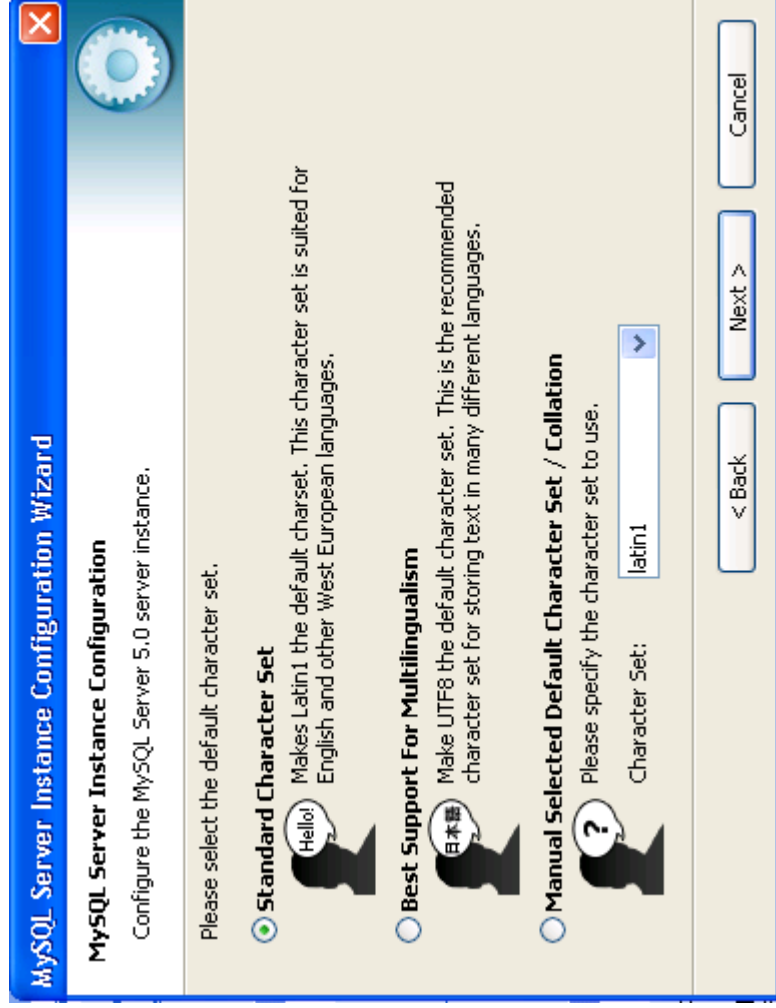 MySQL Server Instance Configuration Wizard
MySQL Server Instance Configuration
Configure the MySQL Server 5.0 server instance.
Please select the default character set.
Standard Character Set
Hello!
Makes Latin1 the default charset. This character set is suited for
English and other West European languages.
Best Support For Multilingualism
日本語
Make UTF8 the default character set. This is the recommended
character set for storing text in many different languages.
Manual Selected Default Character Set / Collation
?
Please specify the character set to use.
Character Set: latin1
< Back Next > Cancel